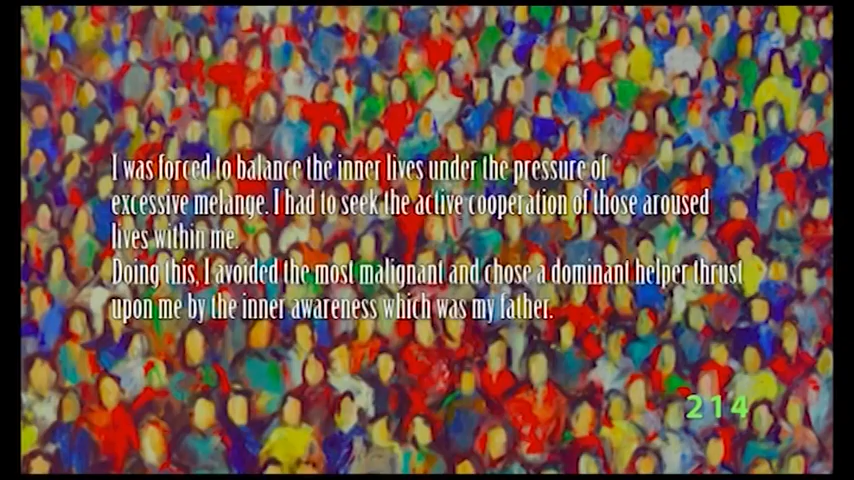 I was forced to balance the inner lives under the pressure of
excessive melange. I had to seek the active cooperation of those aroused
lives within me.
Doing this, I avoided the most malignant and chose a dominant helper thrust
upon me by the inner awareness which was my father.
214